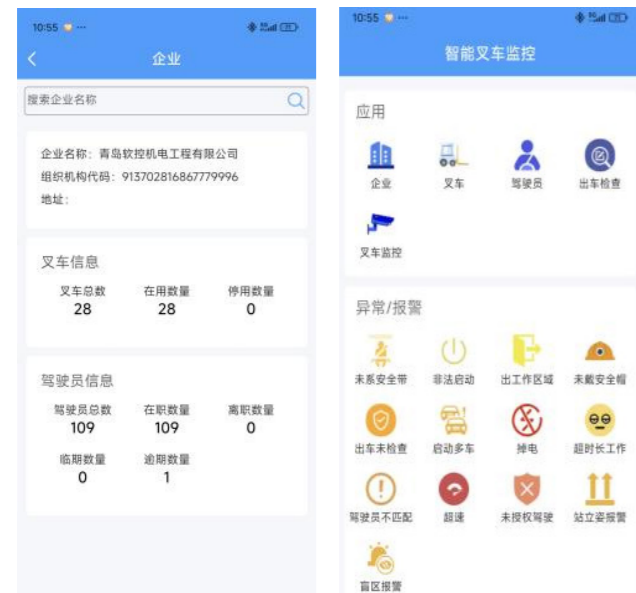 10:55
企业
搜索企业名称
企业名称：青岛软控机电工程有限公司
组织机构代码：913702816867779996
地址：
叉车信息
叉车总数 在用数量 停用数量
28 28 0
驾驶员信息
驾驶员总数 在职数量 离职数量
109 109 0
临期数量 逾期数量
0 1
10:55
智能叉车监控
应用
企业 叉车 驾驶员 出车检查
叉车监控
异常/报警
未系安全带 非法启动 出工作区域 未戴安全帽
出车未检查 启动多车 掉电 超时长工作
驾驶员不匹配 超速 未授权驾驶 站立姿报警
盲区报警